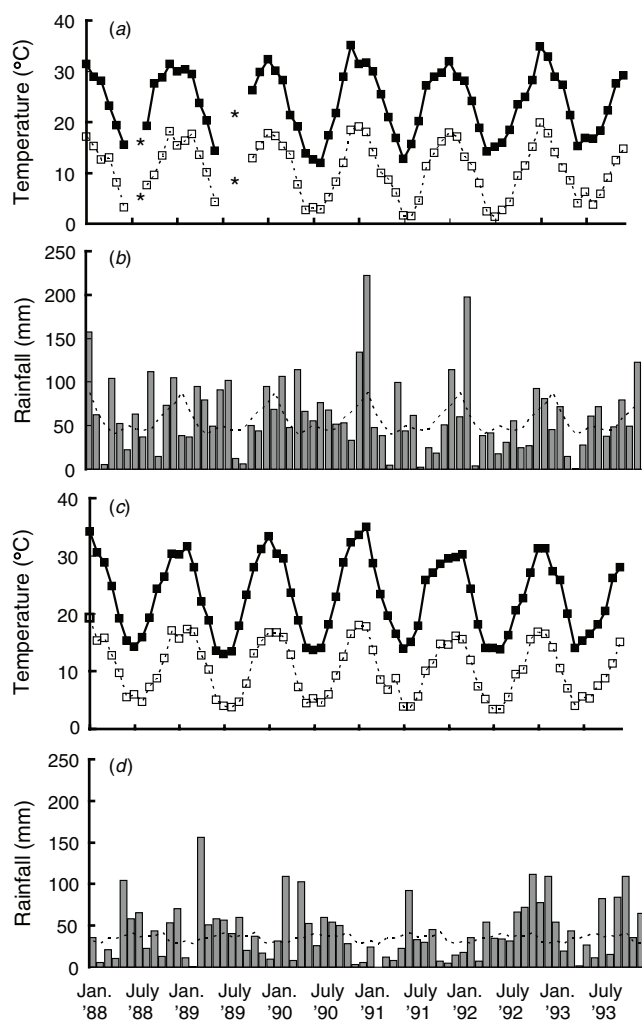 (a)
Temperature (°C)
40
30
20
10
0
* *
* *
(b)
Rainfall (mm)
250
200
150
100
50
0
(c)
Temperature (°C)
40
30
20
10
0
(d)
Rainfall (mm)
250
200
150
100
50
0
Jan. July Jan. July Jan. July Jan. July Jan. July Jan. July
'88 '88 '89 '89 '90 '90 '91 '91 '92 '92 '93 '93